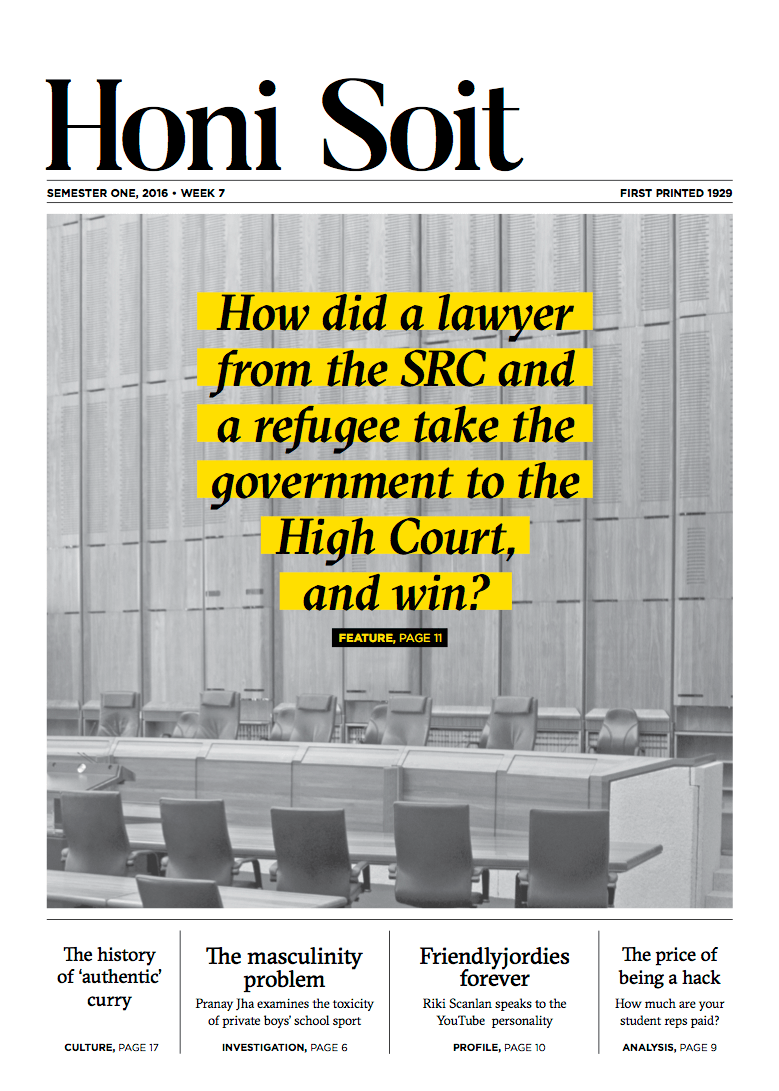 Honi Soit
SEMESTER ONE, 2016 • WEEK 7
FIRST PRINTED 1929
How did a lawyer
from the SRC and
a refugee take the
government to the
High Court,
and win?
FEATURE, PAGE 11
The history
of ‘authentic’
curry
CULTURE, PAGE 17
The masculinity
problem
Pranay Jha examines the toxicity
of private boys’ school sport
INVESTIGATION, PAGE 6
Friendlyjordies
forever
Riki Scanlan speaks to the
YouTube personality
PROFILE, PAGE 10
The price of
being a hack
How much are your
student reps paid?
ANALYSIS, PAGE 9